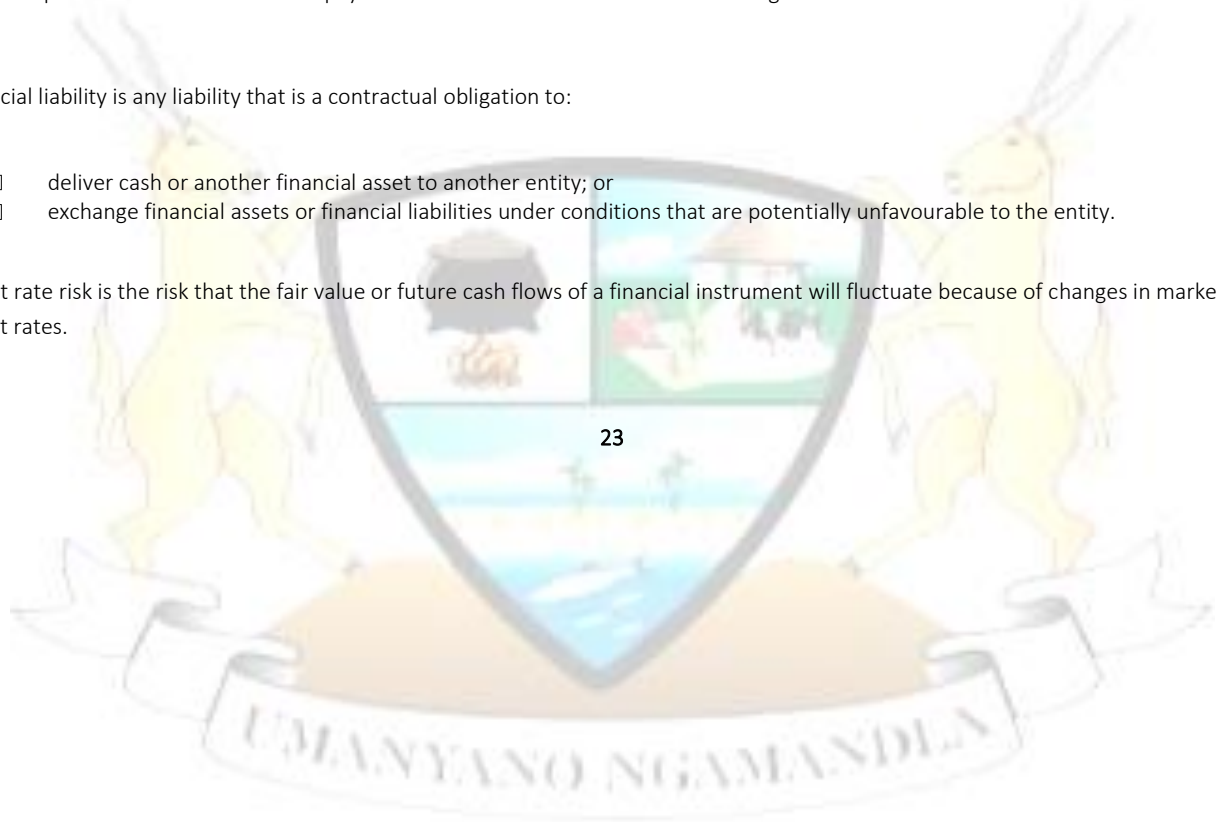 cial liability is any liability that is a contractual obligation to:
deliver cash or another financial asset to another entity; or
exchange financial assets or financial liabilities under conditions that are potentially unfavourable to the entity.
t rate risk is the risk that the fair value or future cash flows of a financial instrument will fluctuate because of changes in marke
t rates.
23
UMANYANO NGAMANDLA